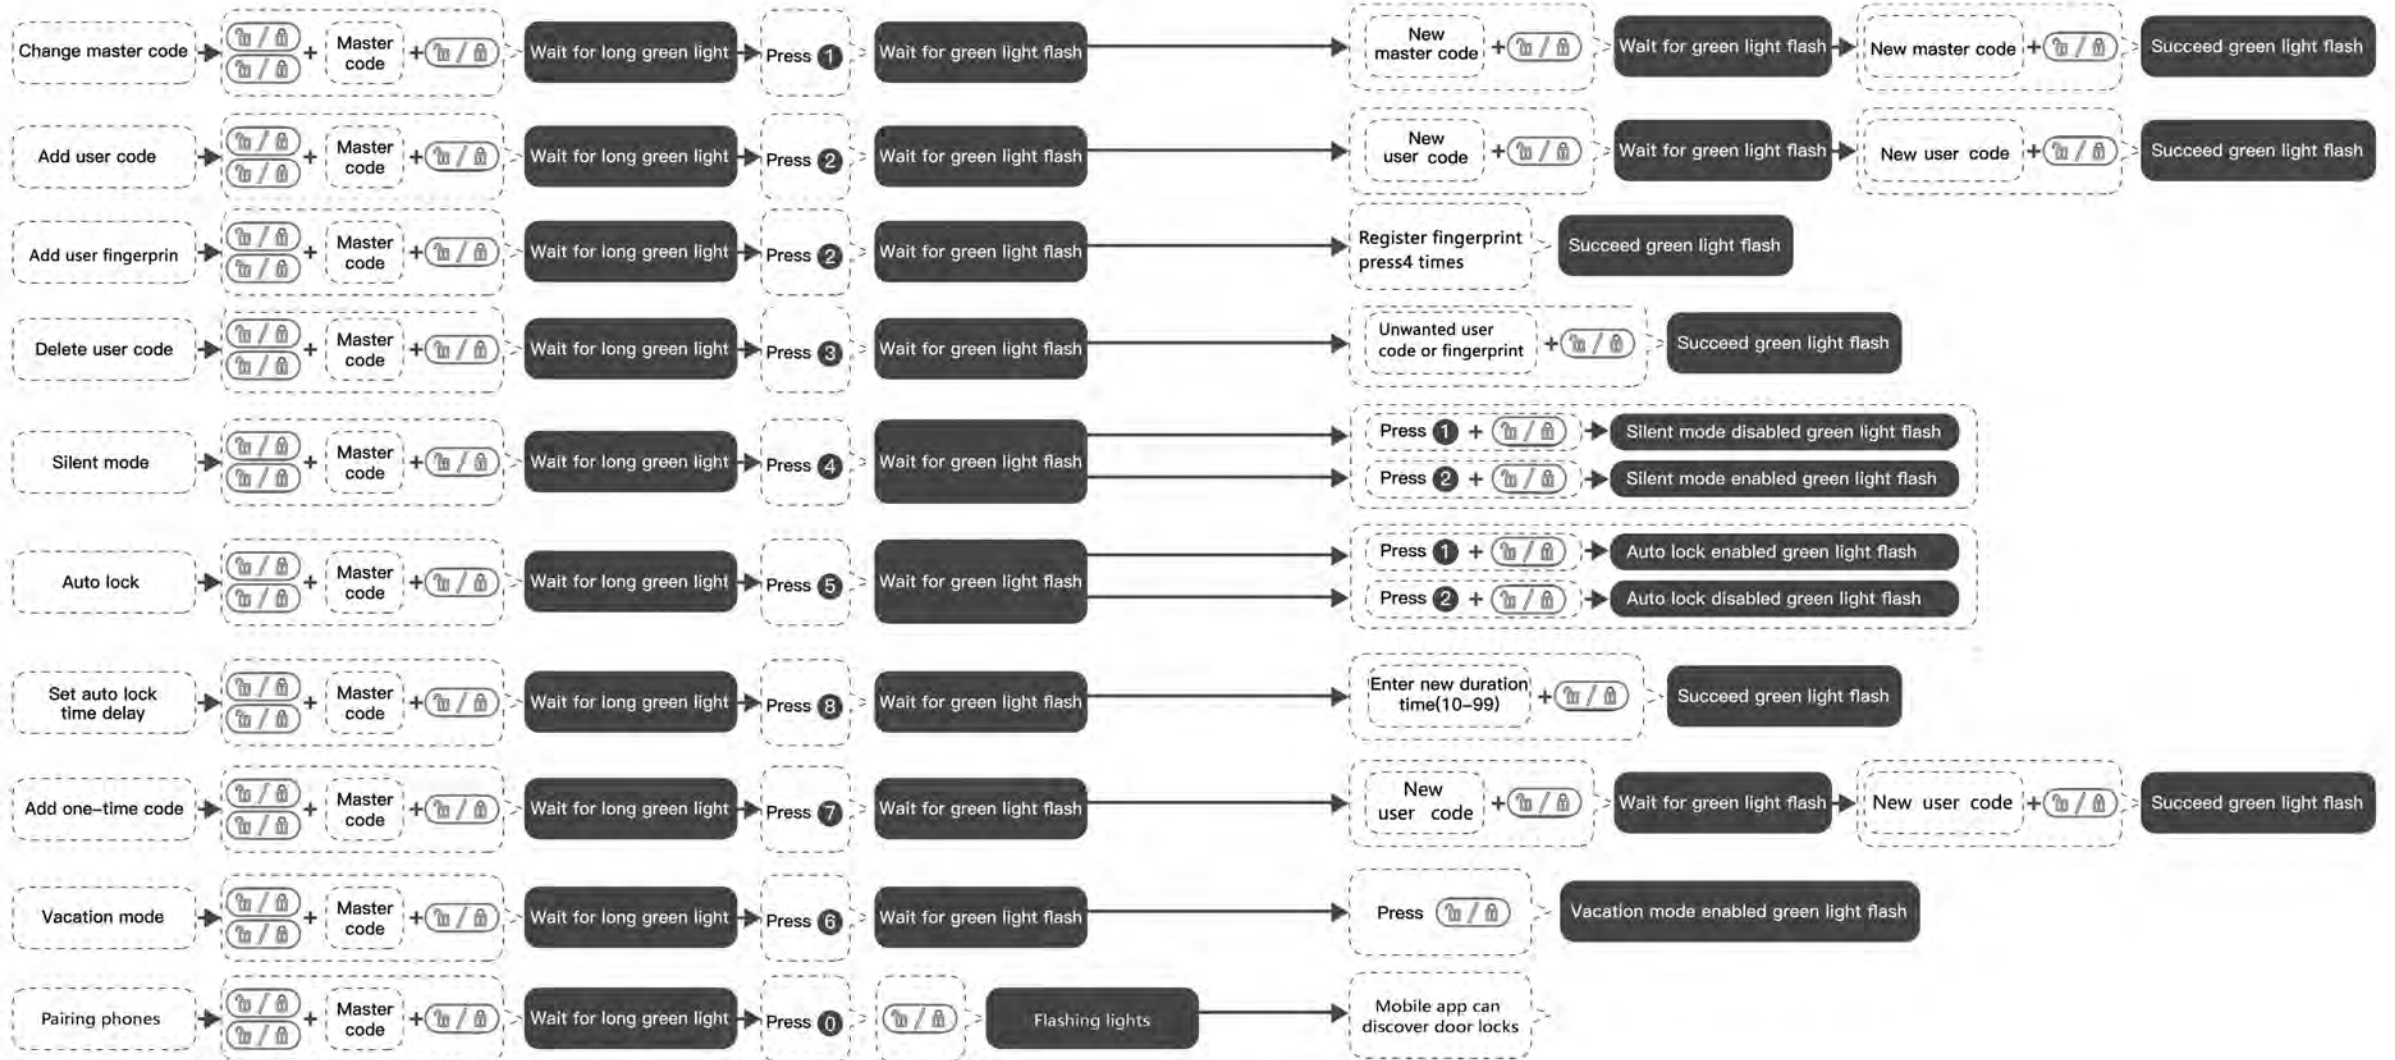 Change master code
+
Master
code
+
Wait for long green light
Press 1
Wait for green light flash
New
master code
+
Wait for green light flash
New master code
+
Succeed green light flash
Add user code
+
Master
code
+
Wait for long green light
Press 2
Wait for green light flash
New
user code
+
Wait for green light flash
New user code
+
Succeed green light flash
Add user fingerprin
+
Master
code
+
Wait for long green light
Press 2
Wait for green light flash
Register fingerprint
press4 times
Succeed green light flash
Delete user code
+
Master
code
+
Wait for long green light
Press 3
Wait for green light flash
Unwanted user
code or fingerprint
+
Succeed green light flash
Silent mode
+
Master
code
+
Wait for long green light
Press 4
Wait for green light flash
Press 1 +
Silent mode disabled green light flash
Press 2 +
Silent mode enabled green light flash
Auto lock
+
Master
code
+
Wait for long green light
Press 5
Wait for green light flash
Press 1 +
Auto lock enabled green light flash
Press 2 +
Auto lock disabled green light flash
Set auto lock
time delay
+
Master
code
+
Wait for long green light
Press 8
Wait for green light flash
Enter new duration
time(10-99)
+
Succeed green light flash
Add one-time code
+
Master
code
+
Wait for long green light
Press 7
Wait for green light flash
New
user code
+
Wait for green light flash
New user code
+
Succeed green light flash
Vacation mode
+
Master
code
+
Wait for long green light
Press 6
Wait for green light flash
Press
Vacation mode enabled green light flash
Pairing phones
+
Master
code
+
Wait for long green light
Press 0
Flashing lights
Mobile app can
discover door locks